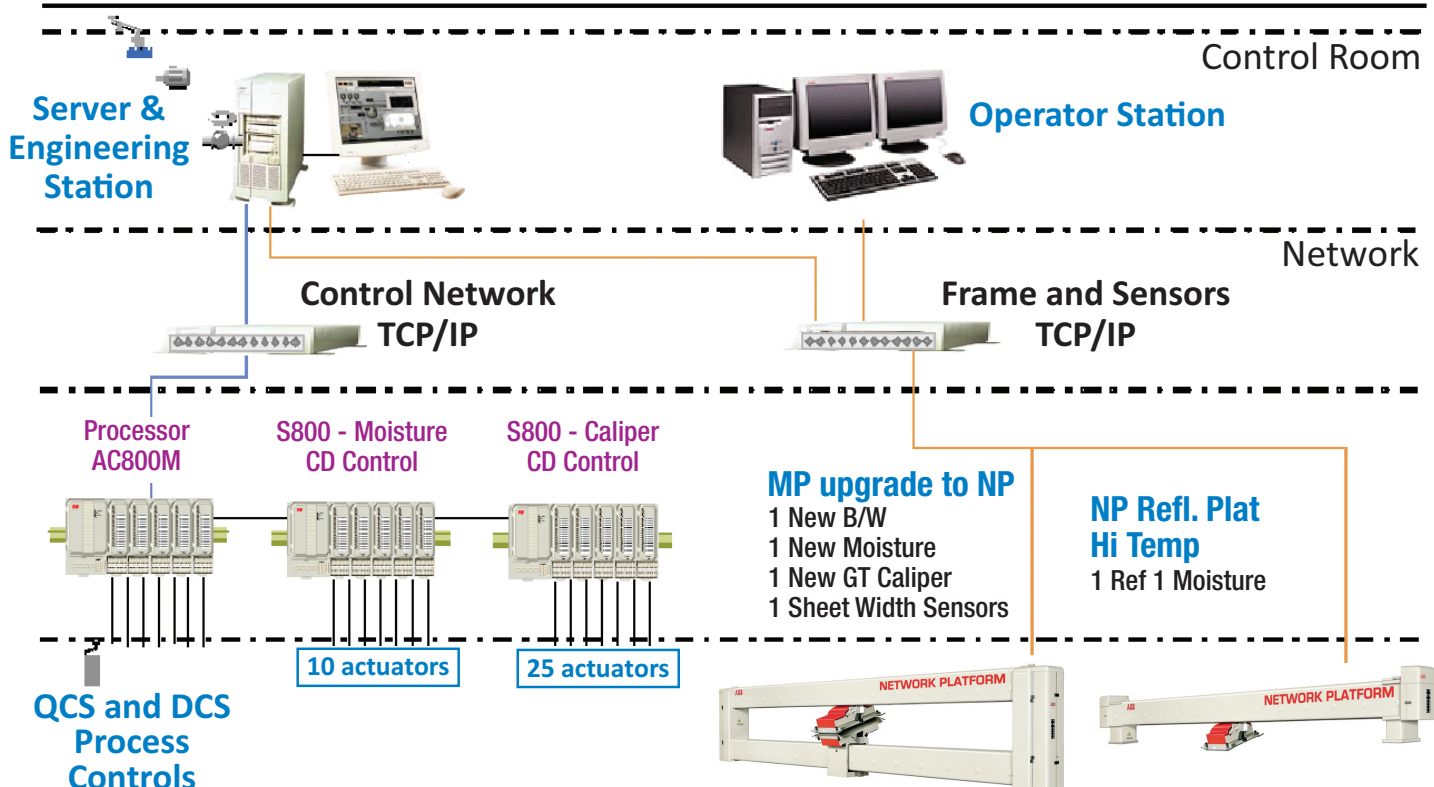 Control Room
Server &
Engineering
Station
Operator Station
Network
Control Network
TCP/IP
Frame and Sensors
TCP/IP
Processor
AC800M
S800 - Moisture
CD Control
S800 - Caliper
CD Control
MP upgrade to NP
1 New B/W
1 New Moisture
1 New GT Caliper
1 Sheet Width Sensors
NP Refl. Plat
Hi Temp
1 Ref 1 Moisture
10 actuators
25 actuators
QCS and DCS
Process
Controls
ABB
NETWORK PLATFORM
ABB
NETWORK PLATFORM